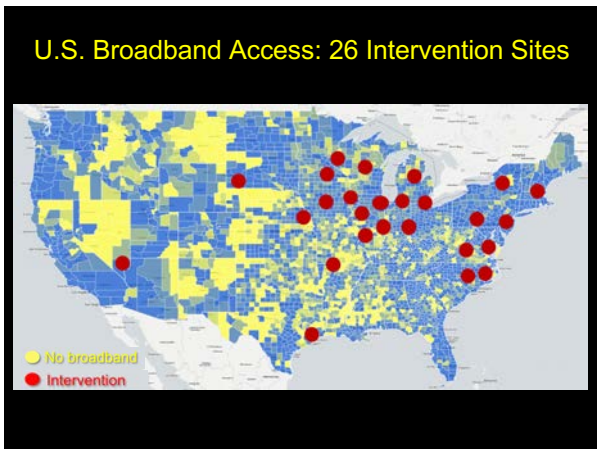 U.S. Broadband Access: 26 Intervention Sites
No broadband
Intervention